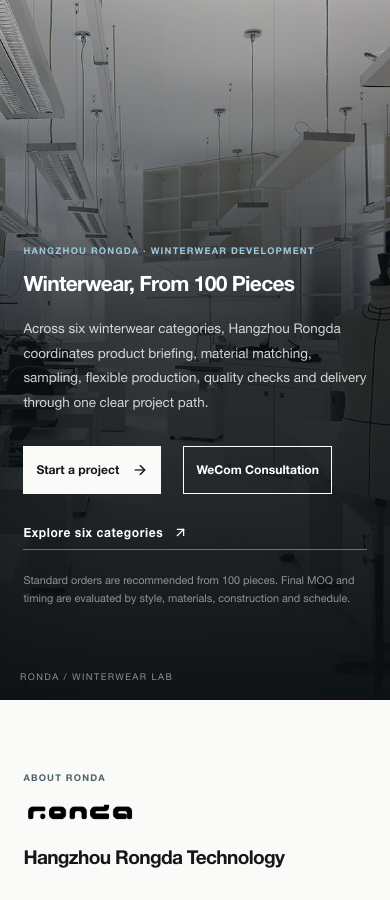 HANGZHOU RONGDA · WINTERWEAR DEVELOPMENT
Winterwear, From 100 Pieces
Across six winterwear categories, Hangzhou Rongda
coordinates product briefing, material matching,
sampling, flexible production, quality checks and delivery
through one clear project path.
Start a project →
WeCom Consultation
Explore six categories ↗
Standard orders are recommended from 100 pieces. Final MOQ and
timing are evaluated by style, materials, construction and schedule.
RONDA / WINTERWEAR LAB
ABOUT RONDA
ronda
Hangzhou Rongda Technology